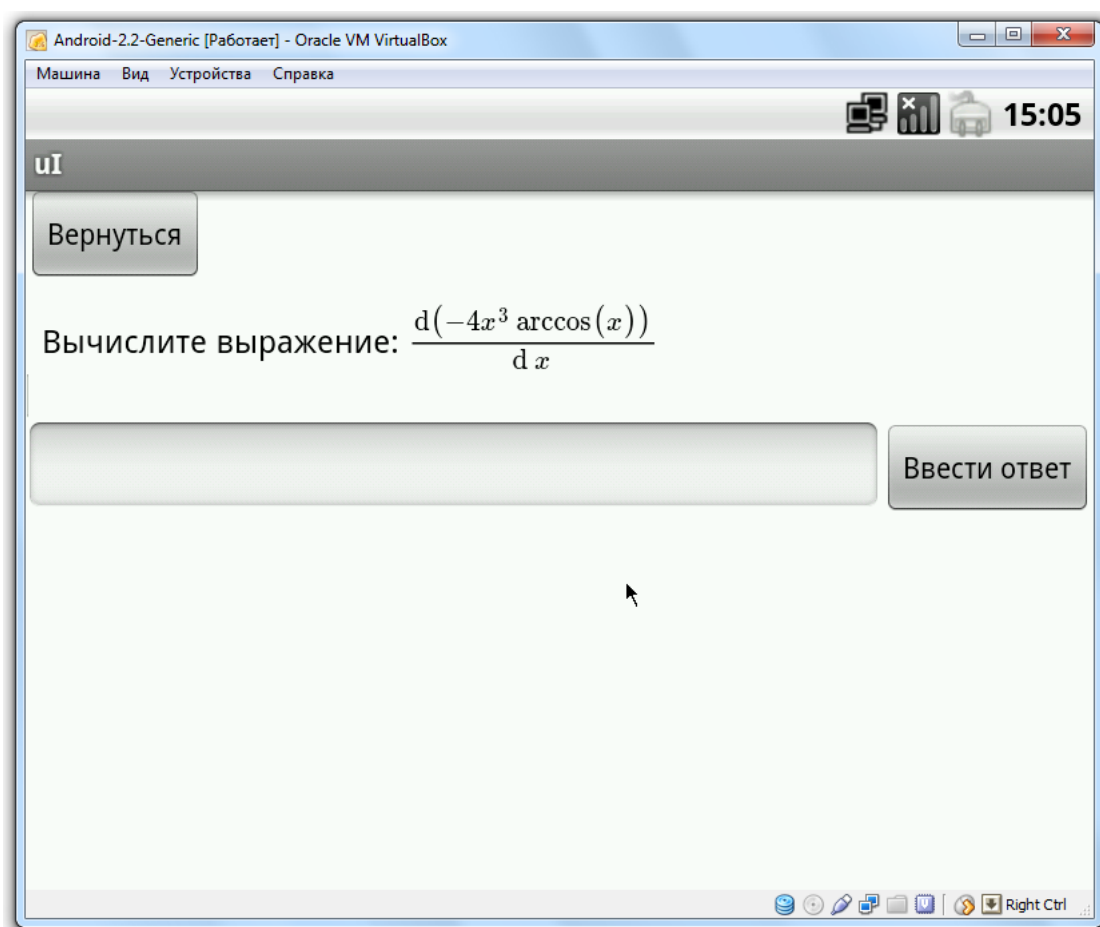 Android-2.2-Generic [Работает] - Oracle VM VirtualBox
Машина Вид Устройства Справка
15:05
uI
Вернуться
Вычислите выражение: d(−4x³ arccos(x)) / d x
Ввести ответ
Right Ctrl